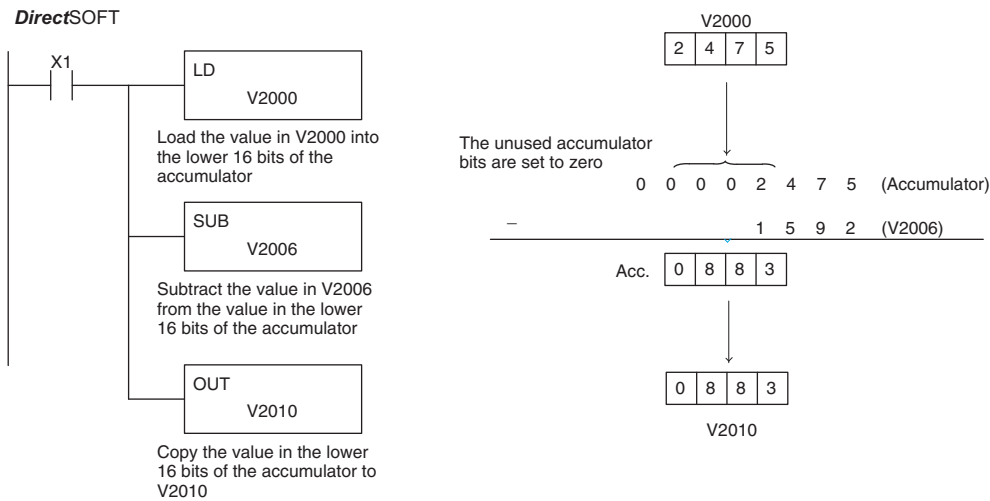 DirectSOFT
X1
LD
V2000
Load the value in V2000 into
the lower 16 bits of the
accumulator
SUB
V2006
Subtract the value in V2006
from the value in the lower
16 bits of the accumulator
OUT
V2010
Copy the value in the lower
16 bits of the accumulator to
V2010
V2000
2 4 7 5
The unused accumulator
bits are set to zero
0 0 0 0 2 4 7 5 (Accumulator)
– 1 5 9 2 (V2006)
Acc. 0 8 8 3
0 8 8 3
V2010